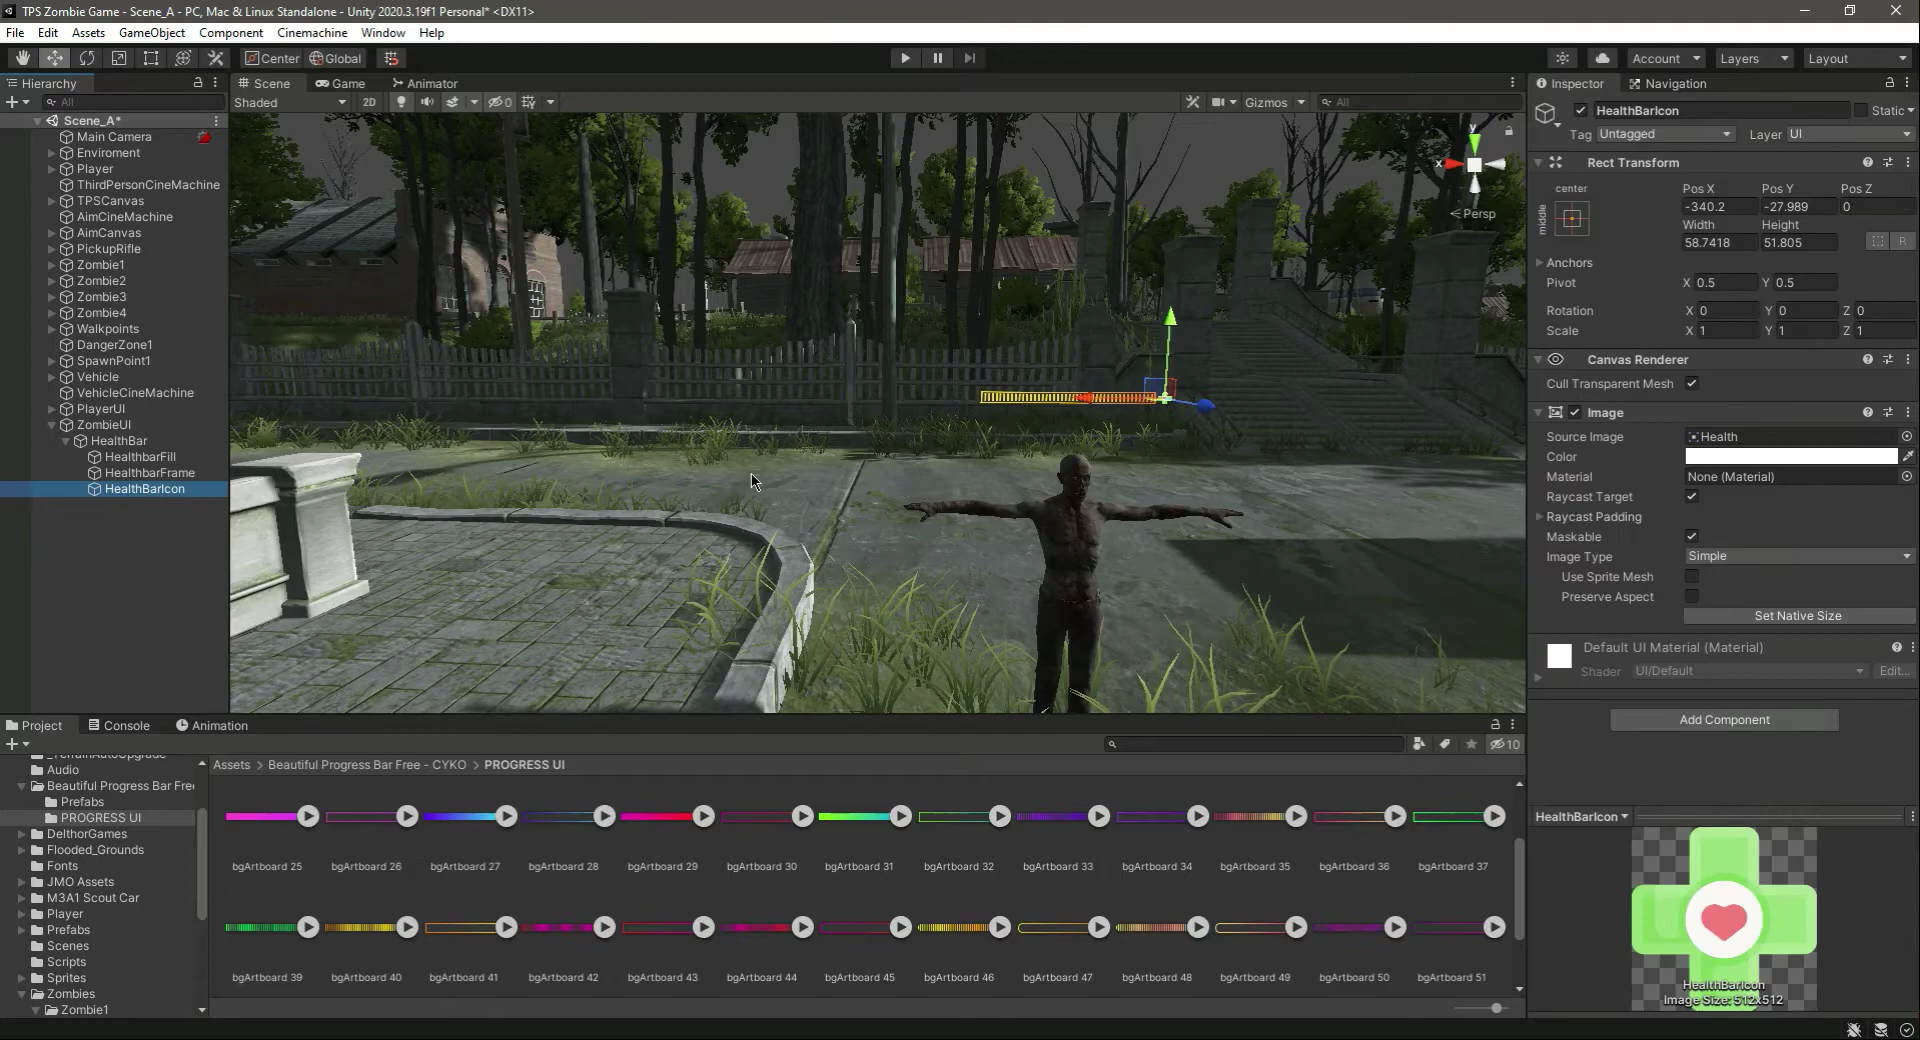 TPS Zombie Game - Scene_A - PC, Mac & Linux Standalone - Unity 2020.3.19f1 Personal* <DX11>
File Edit Assets GameObject Component Cinemachine Window Help
Center Global
Account Layers Layout
Hierarchy
All
Scene_A*
Main Camera
Enviroment
Player
ThirdPersonCineMachine
TPSCanvas
AimCineMachine
AimCanvas
PickupRifle
Zombie1
Zombie2
Zombie3
Zombie4
Walkpoints
DangerZone1
SpawnPoint1
Vehicle
VehicleCineMachine
PlayerUI
ZombieUI
HealthBar
HealthbarFill
HealthbarFrame
HealthBarIcon
Scene Game Animator
Shaded 2D 0 Gizmos All
y
x
Persp
Inspector Navigation
HealthBarIcon Static
Tag Untagged Layer UI
Rect Transform
center
middle
Pos X Pos Y Pos Z
-340.2 -27.989 0
Width Height
58.7418 51.805 R
Anchors
Pivot X 0.5 Y 0.5
Rotation X 0 Y 0 Z 0
Scale X 1 Y 1 Z 1
Canvas Renderer
Cull Transparent Mesh
Image
Source Image Health
Color
Material None (Material)
Raycast Target
Raycast Padding
Maskable
Image Type Simple
Use Sprite Mesh
Preserve Aspect
Set Native Size
Default UI Material (Material)
Shader UI/Default Edit...
Add Component
HealthBarIcon
HealthBarIcon
Image Size: 512x512
Project Console Animation
10
_TerrainAutoUpgrade
Audio
Beautiful Progress Bar Free
Prefabs
PROGRESS UI
DelthorGames
Flooded_Grounds
Fonts
JMO Assets
M3A1 Scout Car
Player
Prefabs
Scenes
Scripts
Sprites
Zombies
Zombie1
Assets > Beautiful Progress Bar Free - CYKO > PROGRESS UI
bgArtboard 25 bgArtboard 26 bgArtboard 27 bgArtboard 28 bgArtboard 29 bgArtboard 30 bgArtboard 31 bgArtboard 32 bgArtboard 33 bgArtboard 34 bgArtboard 35 bgArtboard 36 bgArtboard 37
bgArtboard 39 bgArtboard 40 bgArtboard 41 bgArtboard 42 bgArtboard 43 bgArtboard 44 bgArtboard 45 bgArtboard 46 bgArtboard 47 bgArtboard 48 bgArtboard 49 bgArtboard 50 bgArtboard 51